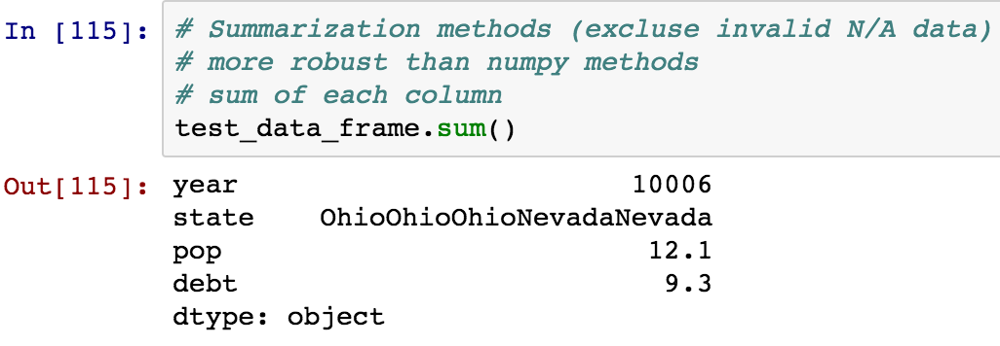 In [115]: # Summarization methods (excluse invalid N/A data)
# more robust than numpy methods
# sum of each column
test_data_frame.sum()
Out[115]: year 10006
state OhioOhioOhioNevadaNevada
pop 12.1
debt 9.3
dtype: object